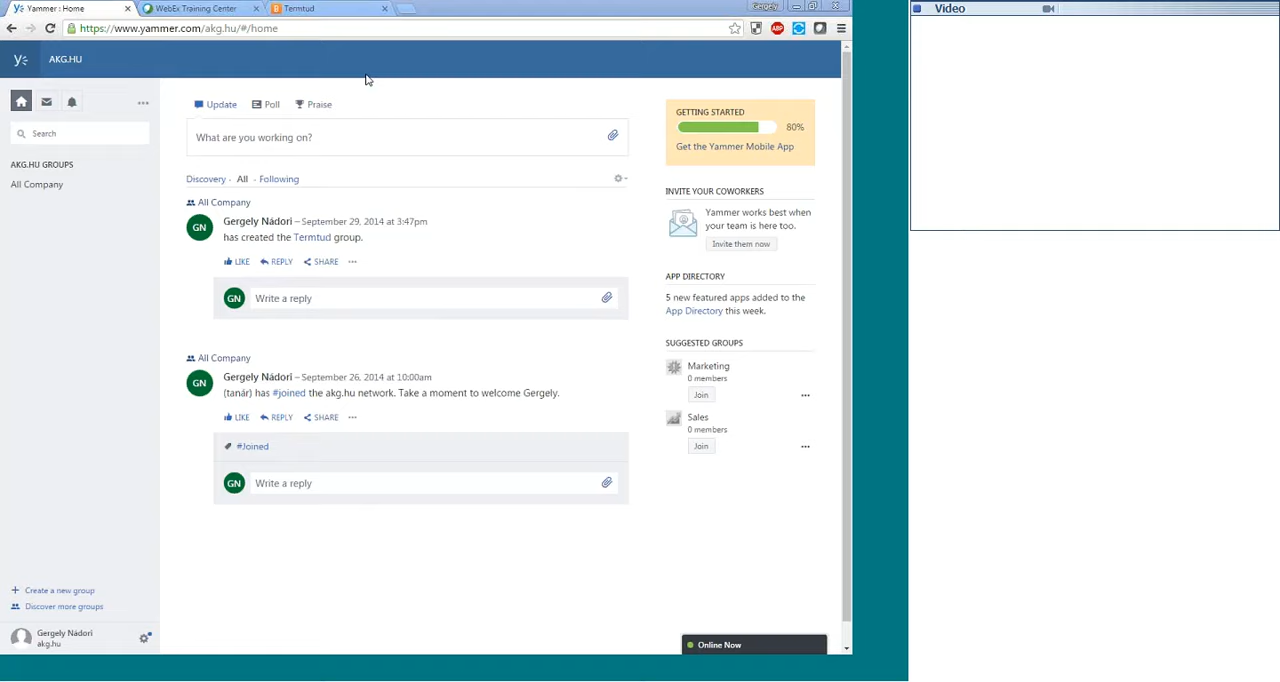 Yammer : Home
WebEx Training Center
Termtud
Gergely
https://www.yammer.com/akg.hu/#/home
ABP
AKG.HU
Search
AKG.HU GROUPS
All Company
Create a new group
Discover more groups
Gergely Nádori
akg.hu
Update
Poll
Praise
What are you working on?
Discovery · All · Following
All Company
GN
Gergely Nádori – September 29, 2014 at 3:47pm
has created the Termtud group.
LIKE REPLY SHARE
GN
Write a reply
All Company
GN
Gergely Nádori – September 26, 2014 at 10:00am
(tanár) has #joined the akg.hu network. Take a moment to welcome Gergely.
LIKE REPLY SHARE
#Joined
GN
Write a reply
GETTING STARTED
80%
Get the Yammer Mobile App
INVITE YOUR COWORKERS
Yammer works best when
your team is here too.
Invite them now
APP DIRECTORY
5 new featured apps added to the
App Directory this week.
SUGGESTED GROUPS
Marketing
0 members
Join
Sales
0 members
Join
Online Now
Video